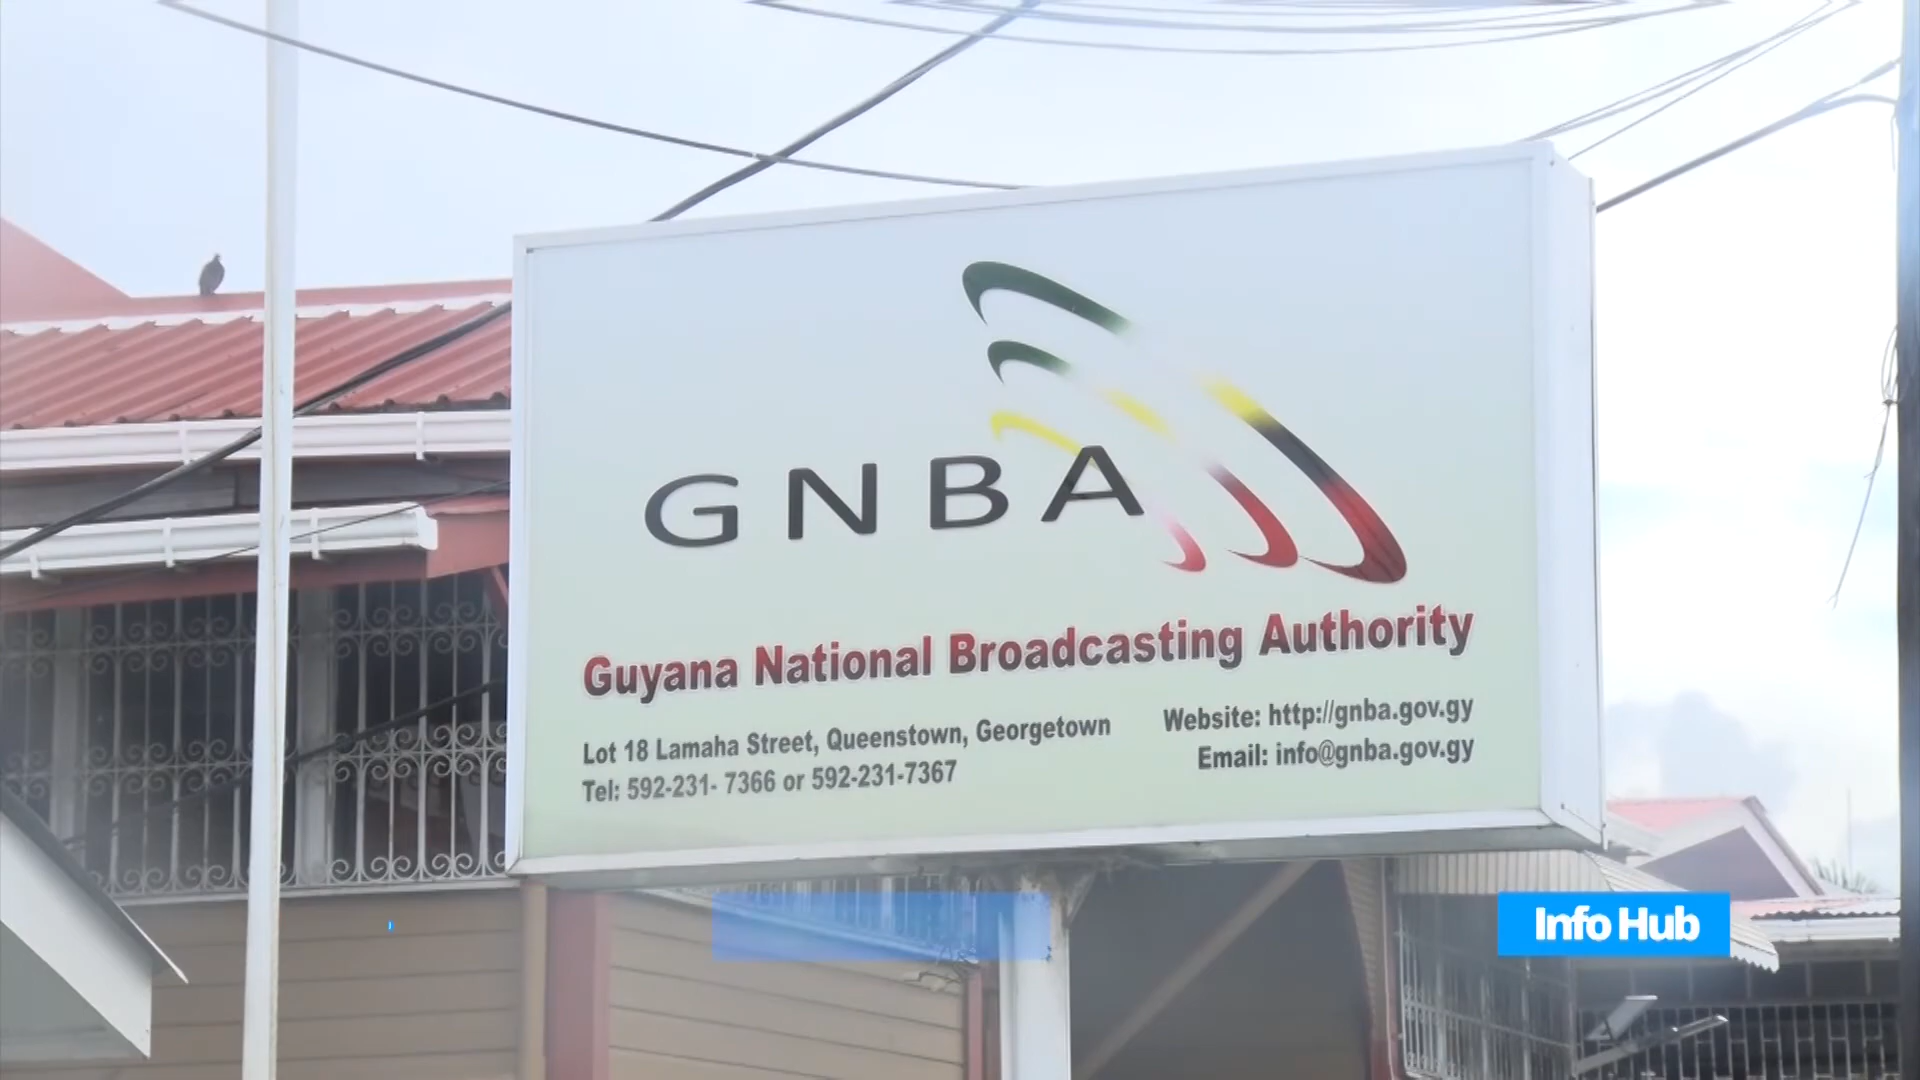 GNBA
Guyana National Broadcasting Authority
Lot 18 Lamaha Street, Queenstown, Georgetown
Tel: 592-231- 7366 or 592-231-7367
Website: http://gnba.gov.gy
Email: info@gnba.gov.gy
Info Hub